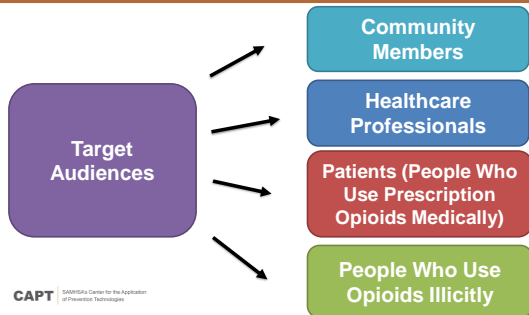 Community
Members
Healthcare
Professionals
Target
Audiences
Patients (People Who
Use Prescription
Opioids Medically)
People Who Use
Opioids Illicitly
CAPT
SAMHSA's Center for the Application
of Prevention Technologies